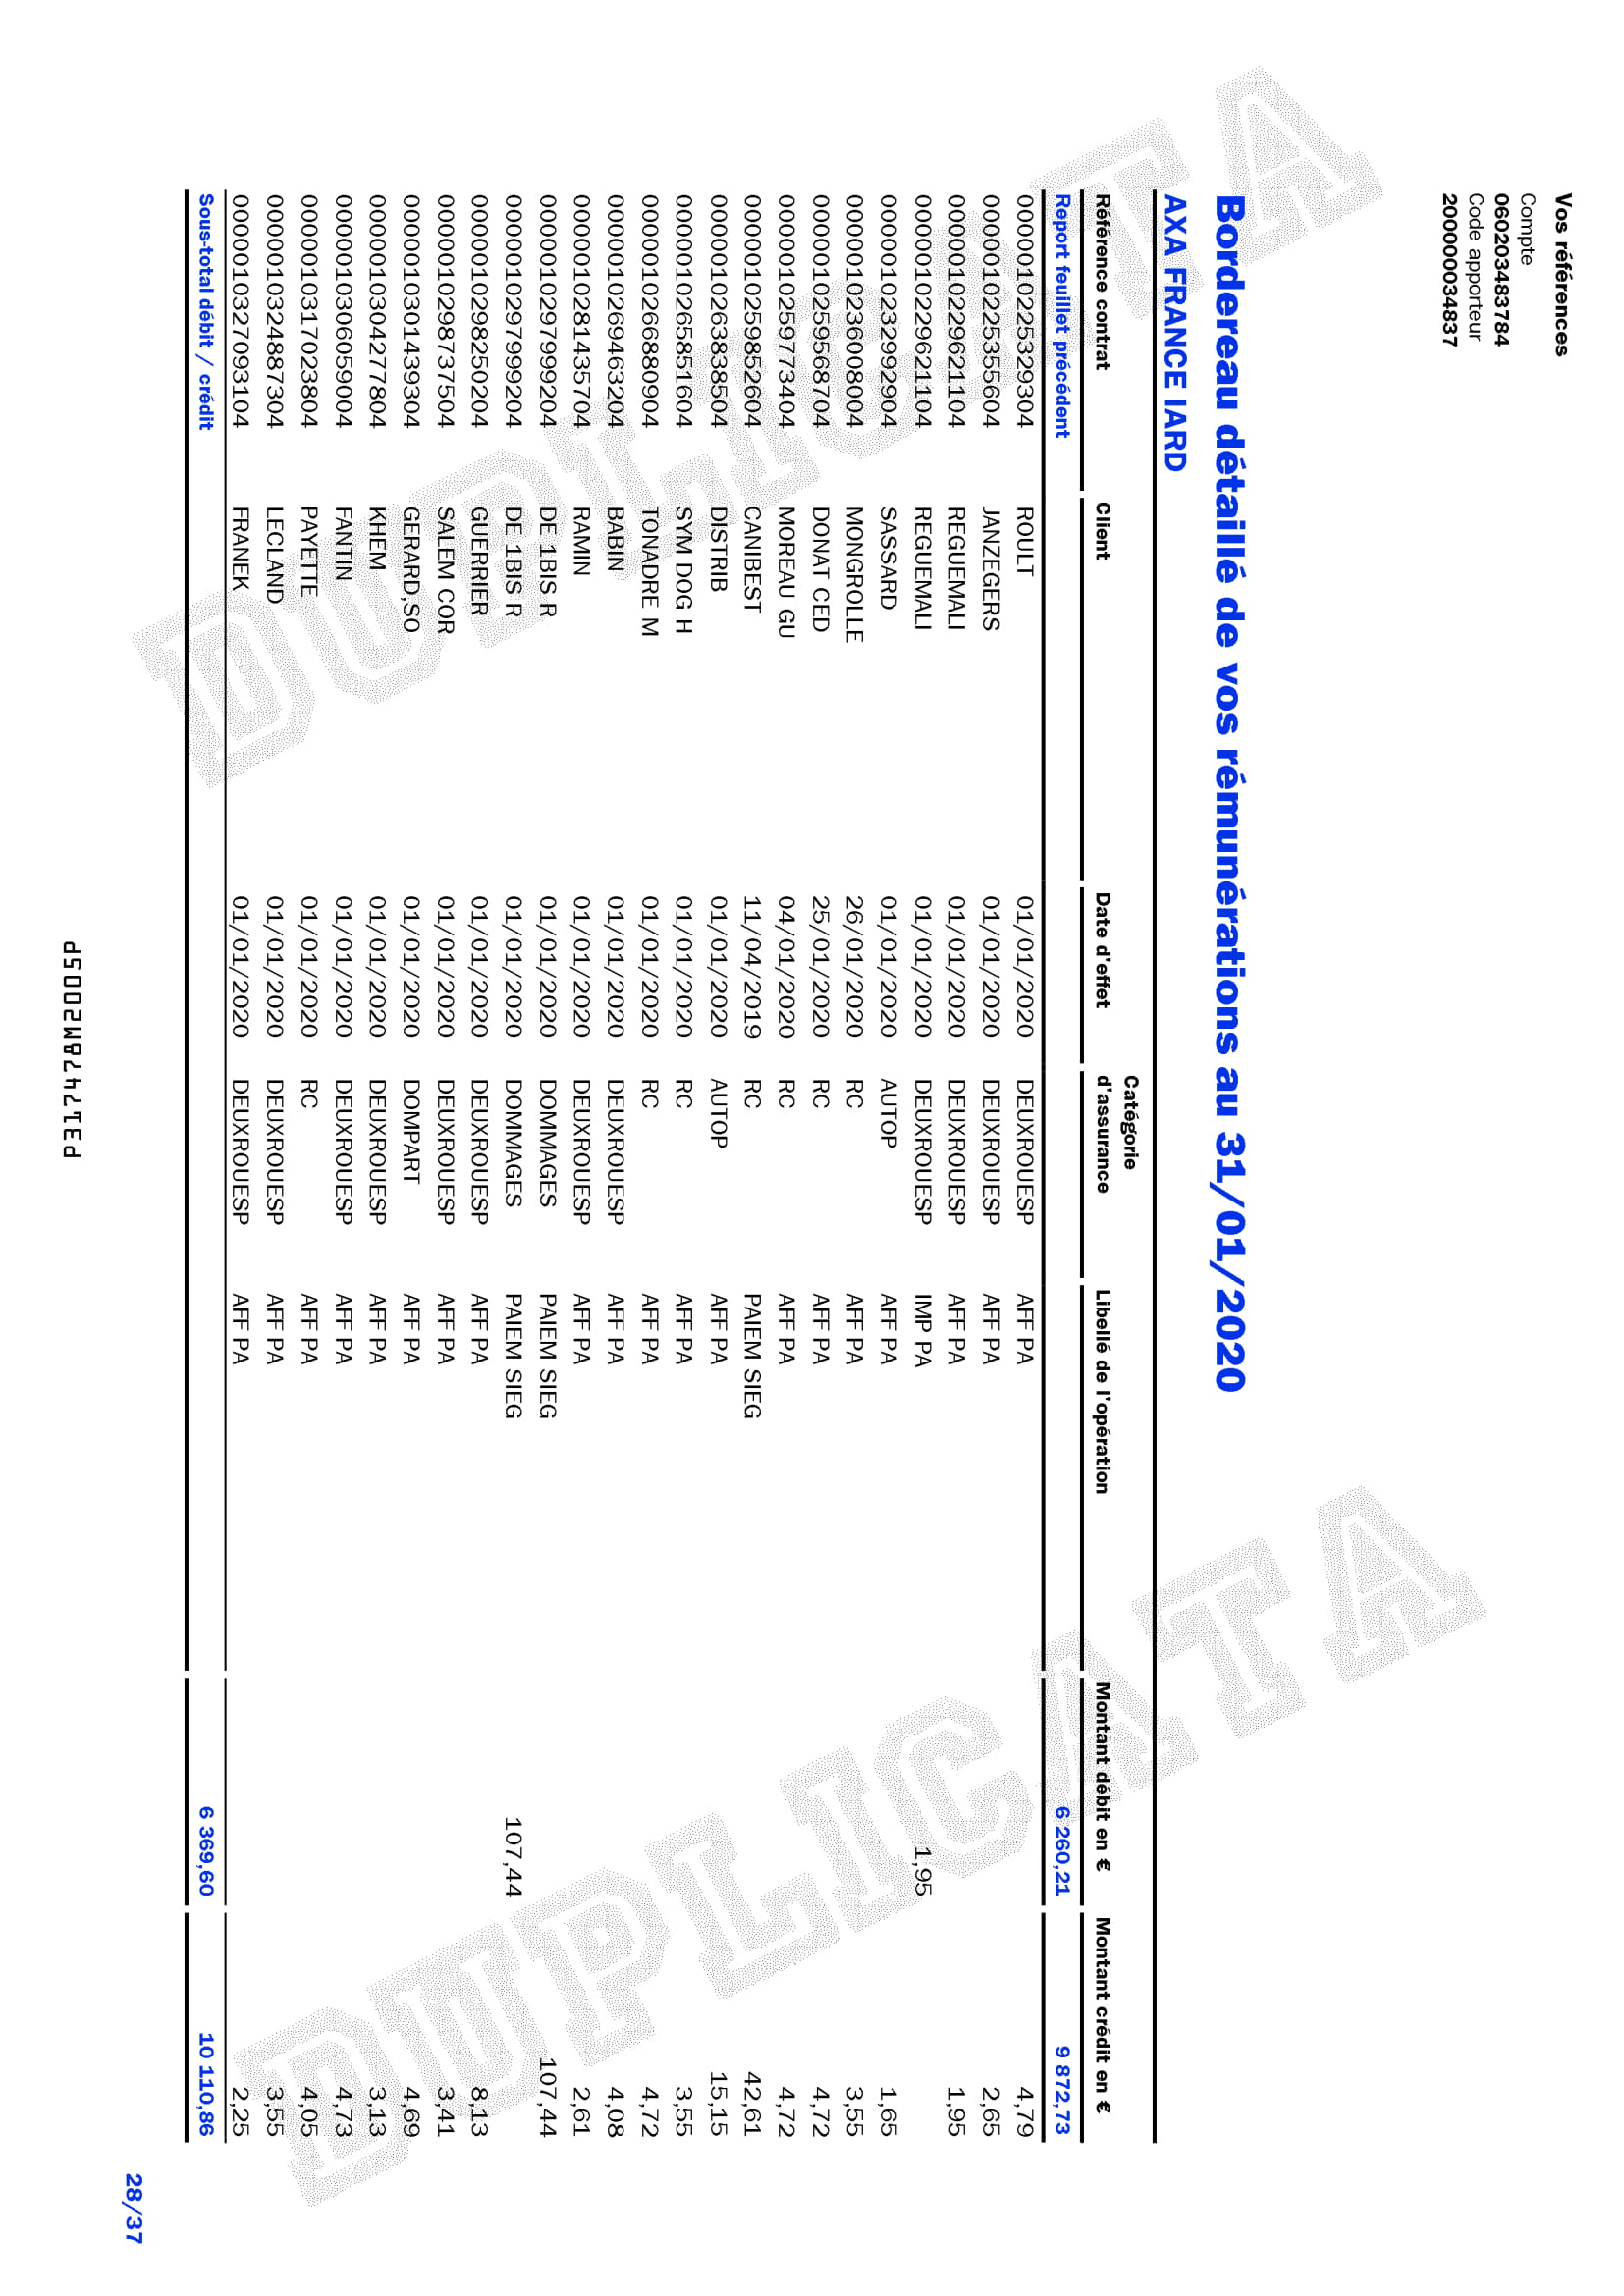 Vos références
Compte
060203483784
Code apporteur
20000034837
Bordereau détaillé de vos rémunérations au 31/01/2020
AXA FRANCE IARD
Référence contrat Client Date d'effet Catégorie d'assurance Libellé de l'opération Montant débit en € Montant crédit en €
Report feuillet précédent 6 260,21 9 872,73
000001022532930​4 ROULT 01/01/2020 DEUXROUESP AFF PA 4,79
0000010225355604 JANZEGERS 01/01/2020 DEUXROUESP AFF PA 2,65
0000010229621104 REGUEMALI 01/01/2020 DEUXROUESP AFF PA 1,95
0000010229621104 REGUEMALI 01/01/2020 DEUXROUESP IMP PA 1,95
0000010232992904 SASSARD 01/01/2020 AUTOP AFF PA 1,65
0000010236008004 MONGROLLE 26/01/2020 RC AFF PA 3,55
0000010259568704 DONAT CED 25/01/2020 RC AFF PA 4,72
0000010259773404 MOREAU GU 04/01/2020 RC AFF PA 4,72
0000010259852604 CANIBEST 11/04/2019 RC PAIEM SIEG 42,61
0000010263838504 DISTRIB 01/01/2020 AUTOP AFF PA 15,15
0000010265851604 SYM DOG H 01/01/2020 RC AFF PA 3,55
0000010266880904 TONADRE M 01/01/2020 RC AFF PA 4,72
0000010269463204 BABIN 01/01/2020 DEUXROUESP AFF PA 4,08
0000010281435704 RAMIN 01/01/2020 DEUXROUESP AFF PA 2,61
0000010297999204 DE 1BIS R 01/01/2020 DOMMAGES PAIEM SIEG 107,44
0000010297999204 DE 1BIS R 01/01/2020 DOMMAGES PAIEM SIEG 107,44
0000010298250204 GUERRIER 01/01/2020 DEUXROUESP AFF PA 8,13
0000010298737504 SALEM COR 01/01/2020 DEUXROUESP AFF PA 3,41
0000010301439304 GERARD,SO 01/01/2020 DOMPART AFF PA 4,69
0000010304277804 KHEM 01/01/2020 DEUXROUESP AFF PA 3,13
0000010306059004 FANTIN 01/01/2020 DEUXROUESP AFF PA 4,73
0000010317023804 PAYETTE 01/01/2020 RC AFF PA 4,05
0000010324887304 LECLAND 01/01/2020 DEUXROUESP AFF PA 3,55
0000010327093104 FRANEK 01/01/2020 DEUXROUESP AFF PA 2,25
Sous-total débit / crédit 6 369,60 10 110,86
28/37
PS002M87471EP
DUPLICATA
DUPLICATA